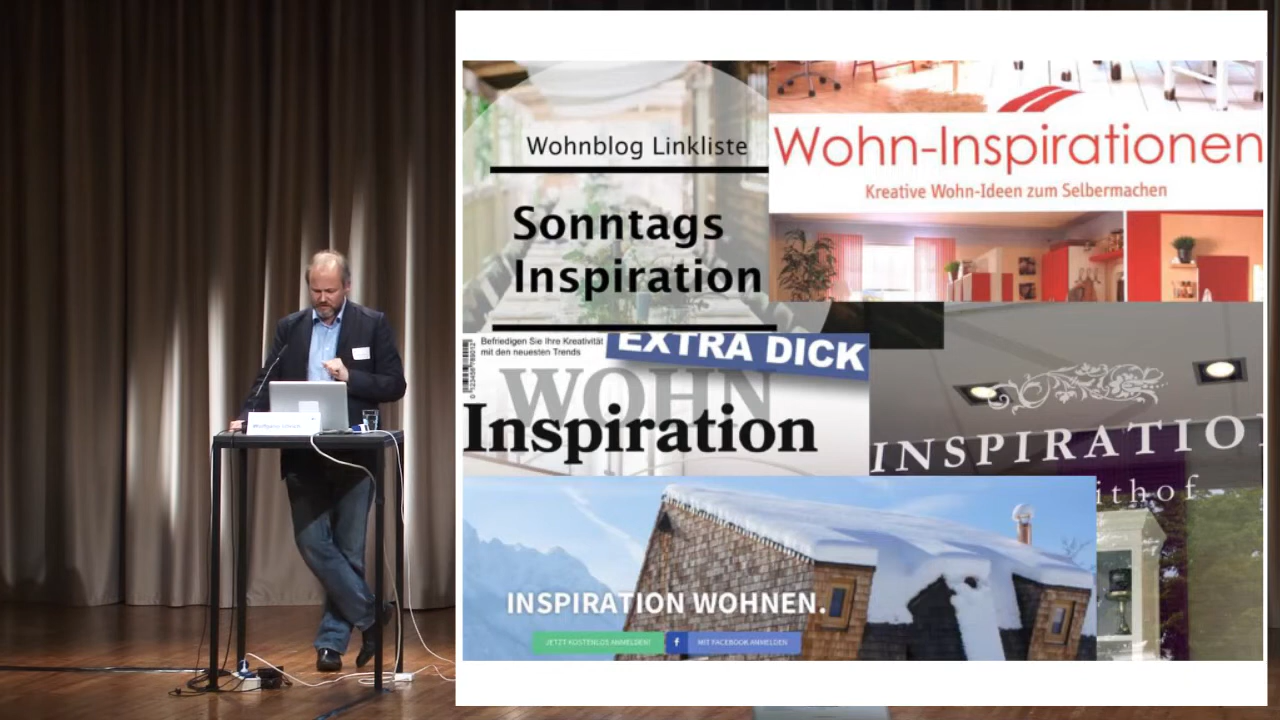 Wohnblog Linkliste
Sonntags
Inspiration
Wohn-Inspirationen
Kreative Wohn-Ideen zum Selbermachen
Befriedigen Sie Ihre Kreativität
mit den neuesten Trends
EXTRA DICK
WOHN
Inspiration
INSPIRATIO
ithof
INSPIRATION WOHNEN.
JETZT KOSTENLOS ANMELDEN!
MIT FACEBOOK ANMELDEN